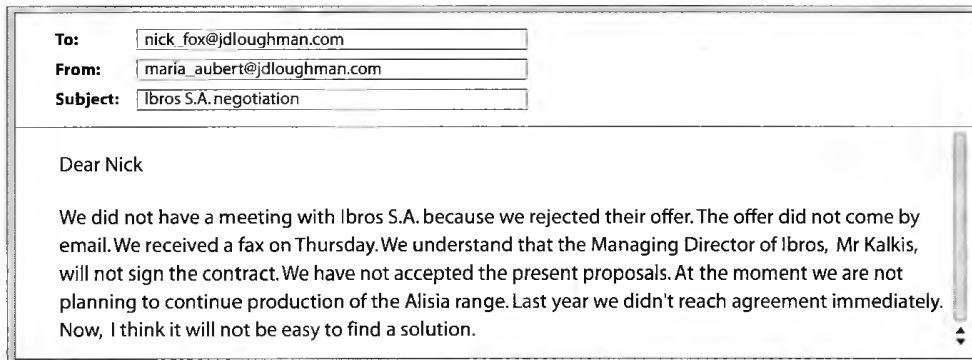 To: nick_fox@jdloughman.com
From: maria_aubert@jdloughman.com
Subject: Ibros S.A. negotiation
Dear Nick
We did not have a meeting with Ibros S.A. because we rejected their offer. The offer did not come by
email. We received a fax on Thursday. We understand that the Managing Director of Ibros, Mr Kalkis,
will not sign the contract. We have not accepted the present proposals. At the moment we are not
planning to continue production of the Alisia range. Last year we didn't reach agreement immediately.
Now, I think it will not be easy to find a solution.